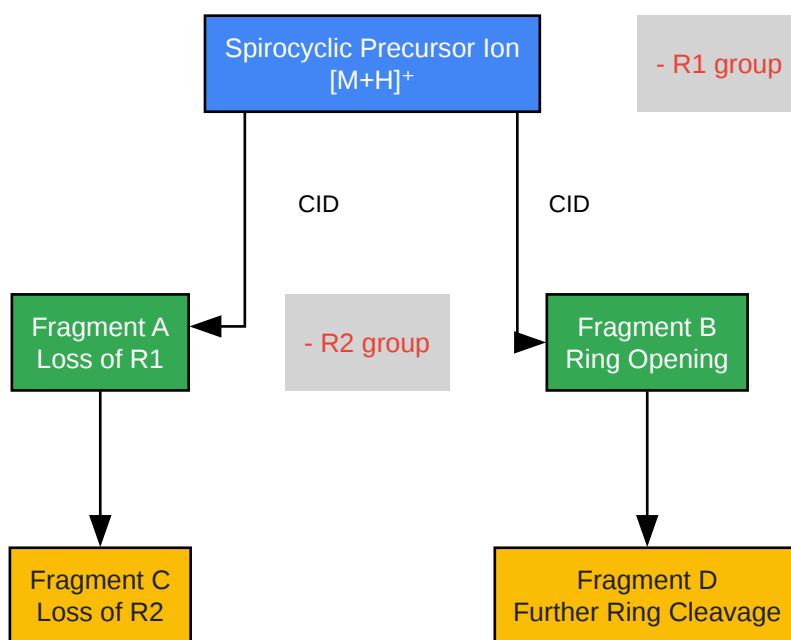 Spirocyclic Precursor Ion
[M+H]⁺
- R1 group
CID
CID
Fragment A
Loss of R1
- R2 group
Fragment B
Ring Opening
Fragment C
Loss of R2
Fragment D
Further Ring Cleavage